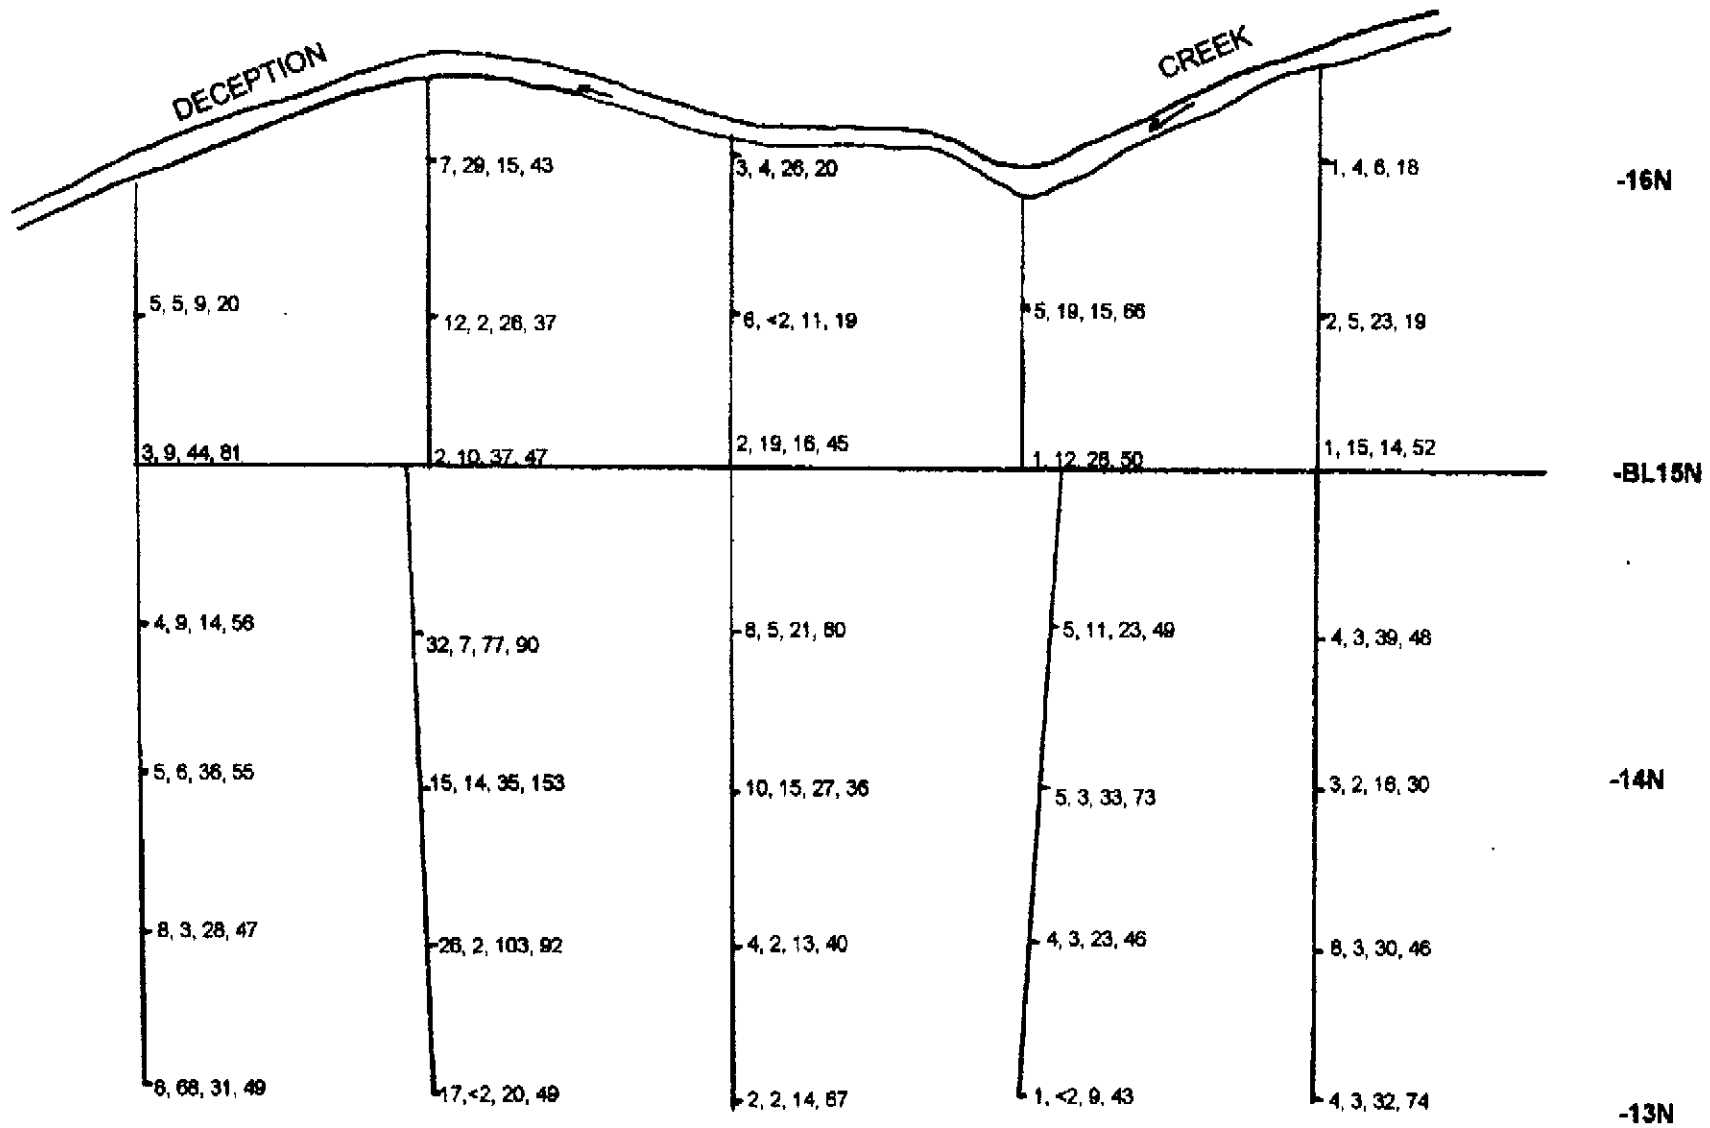 DECEPTION
CREEK
7, 29, 15, 43
3, 4, 26, 20
1, 4, 6, 18
-16N
5, 5, 9, 20
12, 2, 26, 37
6, <2, 11, 19
5, 19, 15, 66
2, 5, 23, 19
3, 9, 44, 81
2, 10, 37, 47
2, 19, 16, 45
1, 12, 26, 50
1, 15, 14, 52
-BL15N
4, 9, 14, 56
32, 7, 77, 90
8, 5, 21, 60
5, 11, 23, 49
4, 3, 39, 48
5, 6, 36, 55
15, 14, 35, 153
10, 15, 27, 36
5, 3, 33, 73
3, 2, 16, 30
-14N
8, 3, 28, 47
26, 2, 103, 92
4, 2, 13, 40
4, 3, 23, 46
6, 3, 30, 46
6, 68, 31, 49
17, <2, 20, 49
2, 2, 14, 67
1, <2, 9, 43
4, 3, 32, 74
-13N